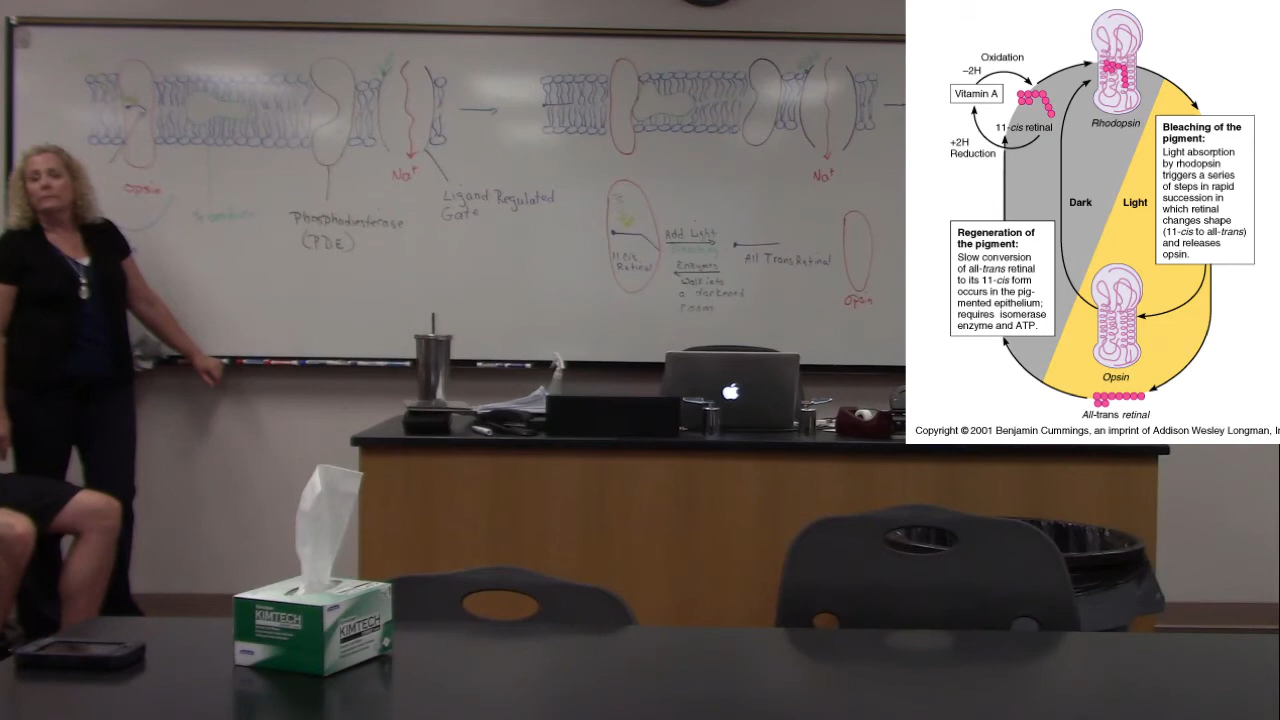 opsin
Na+
Phosphodiesterase
(PDE)
Ligand Regulated
Gate
Na+
11 cis
Retinal
Add Light
Enzymes
Walk into
a darkened
room
All Trans Retinal
Opsin
KIMTECH
KIMTECH
Oxidation
–2H
Vitamin A
11-cis retinal
+2H
Reduction
Rhodopsin
Bleaching of the
pigment:
Light absorption
by rhodopsin
triggers a series
of steps in rapid
succession in
which retinal
changes shape
(11-cis to all-trans)
and releases
opsin.
Dark
Light
Regeneration of
the pigment:
Slow conversion
of all-trans retinal
to its 11-cis form
occurs in the pig-
mented epithelium;
requires isomerase
enzyme and ATP.
Opsin
All-trans retinal
Copyright © 2001 Benjamin Cummings, an imprint of Addison Wesley Longman, I